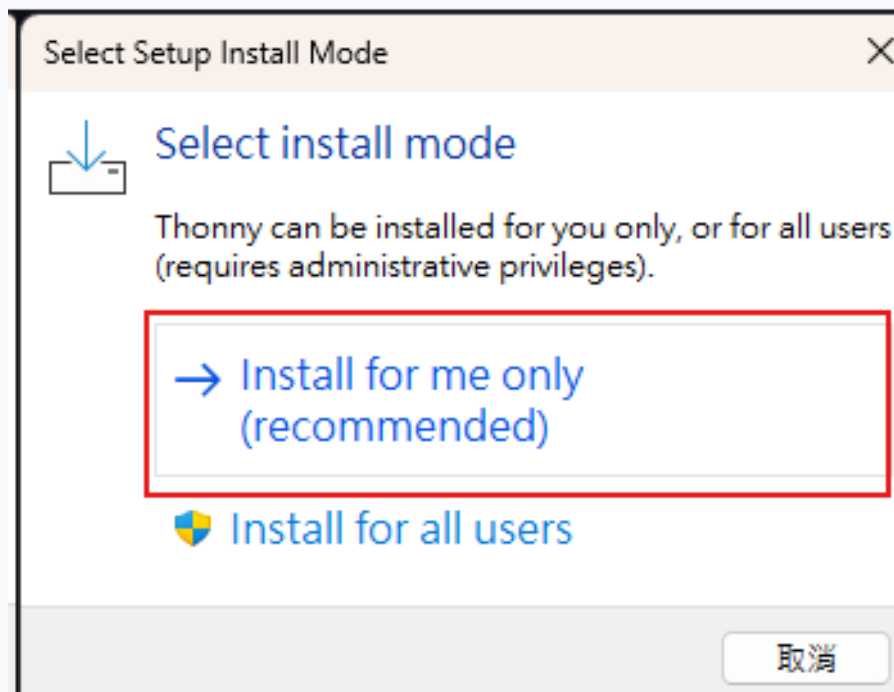 Select Setup Install Mode
Select install mode
Thonny can be installed for you only, or for all users
(requires administrative privileges).
Install for me only
(recommended)
Install for all users
取消